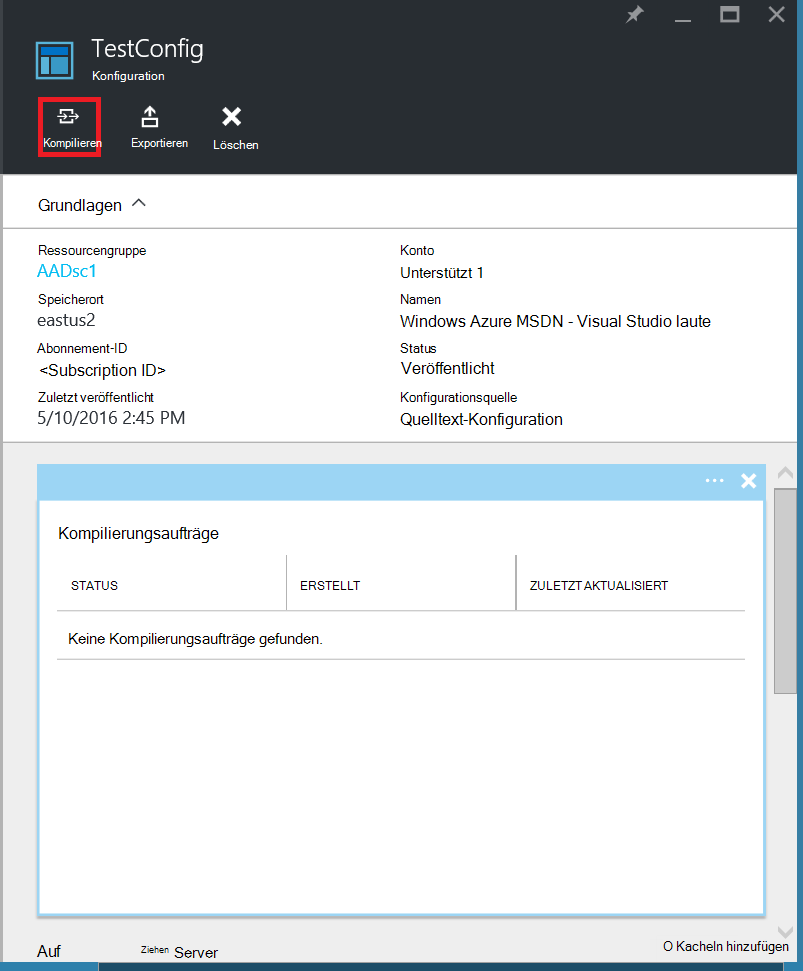 TestConfig
Konfiguration
Kompilieren Exportieren Löschen
Grundlagen
Ressourcengruppe
AADsc1
Speicherort
eastus2
Abonnement-ID
<Subscription ID>
Zuletzt veröffentlicht
5/10/2016 2:45 PM
Konto
Unterstützt 1
Namen
Windows Azure MSDN - Visual Studio laute
Status
Veröffentlicht
Konfigurationsquelle
Quelltext-Konfiguration
Kompilierungsaufträge
STATUS ERSTELLT ZULETZT AKTUALISIERT
Keine Kompilierungsaufträge gefunden.
Auf Ziehen Server
O Kacheln hinzufügen